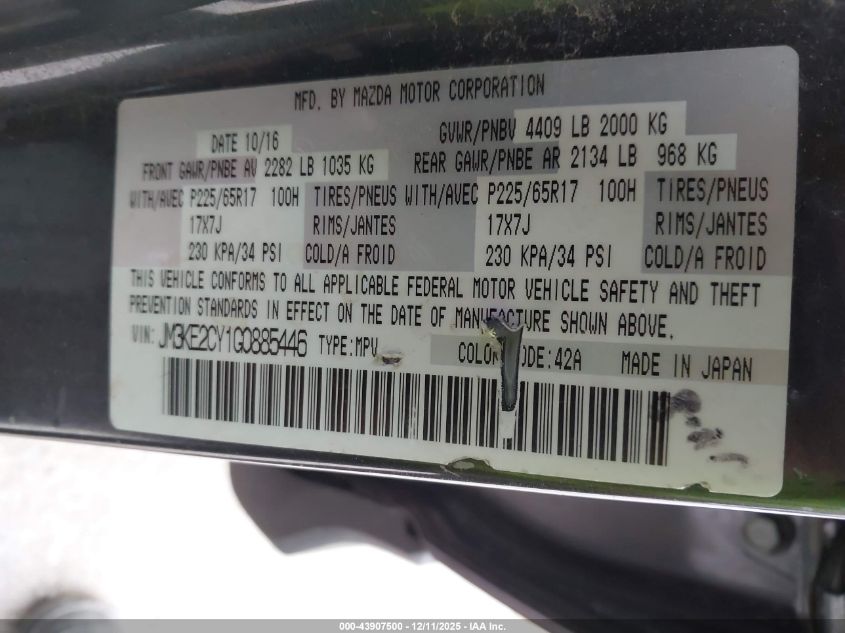 MFD. BY MAZDA MOTOR CORPORATION
DATE 10/16 GVWR/PNBV 4409 LB 2000 KG
FRONT GAWR/PNBE AV 2282 LB 1035 KG REAR GAWR/PNBE AR 2134 LB 968 KG
WITH/AVEC P225/65R17 100H TIRES/PNEUS WITH/AVEC P225/65R17 100H TIRES/PNEUS
17X7J RIMS/JANTES 17X7J RIMS/JANTES
230 KPA/34 PSI COLD/A FROID 230 KPA/34 PSI COLD/A FROID
THIS VEHICLE CONFORMS TO ALL APPLICABLE FEDERAL MOTOR VEHICLE SAFETY AND THEFT
PREVENTION STANDARDS IN EFFECT ON THE DATE OF MANUFACTURE SHOWN ABOVE.
VIN: JM3KE2CY1G0885446 TYPE:MPV :42A MADE IN JAPAN
000-43907500 - 12/11/2025 - IAA Inc.